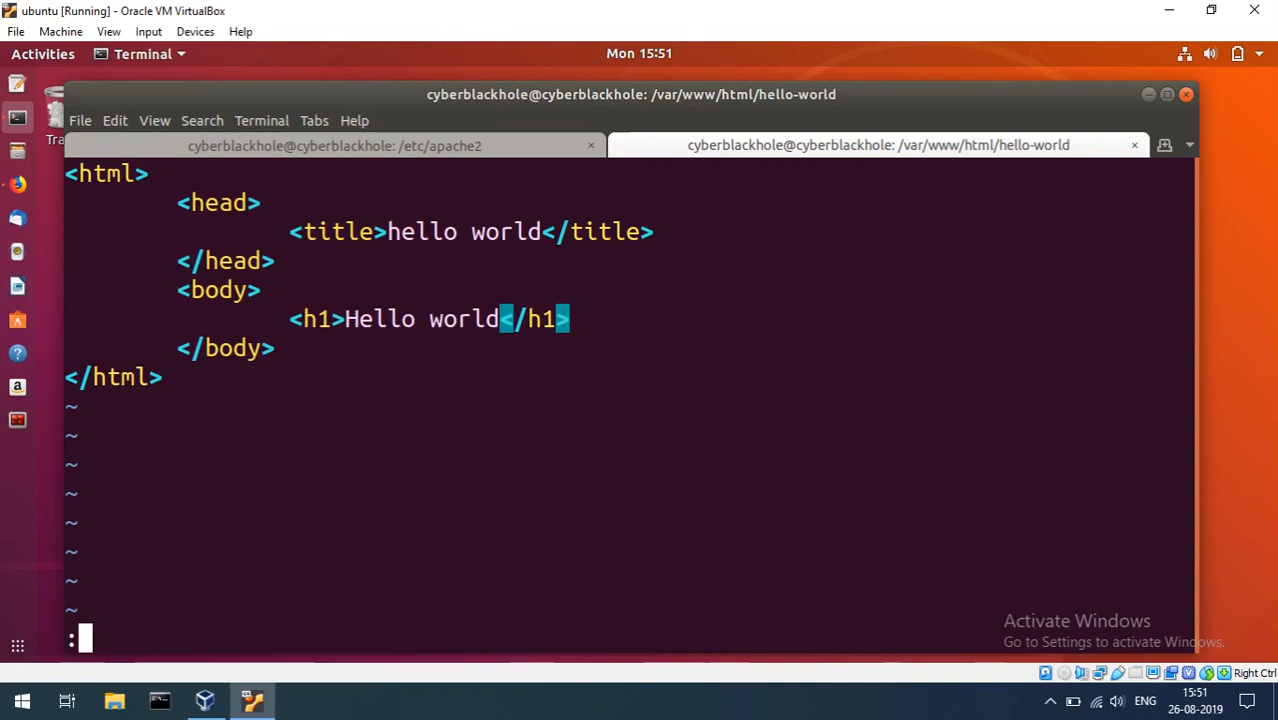 ubuntu [Running] - Oracle VM VirtualBox
File Machine View Input Devices Help
Activities Terminal Mon 15:51
Tra
cyberblackhole@cyberblackhole: /var/www/html/hello-world
File Edit View Search Terminal Tabs Help
cyberblackhole@cyberblackhole: /etc/apache2 × cyberblackhole@cyberblackhole: /var/www/html/hello-world ×
<html>
<head>
<title>hello world</title>
</head>
<body>
<h1>Hello world</h1>
</body>
</html>
~
~
~
~
~
~
~
~
:
Activate Windows
Go to Settings to activate Windows.
Right Ctrl
ENG
15:51
26-08-2019